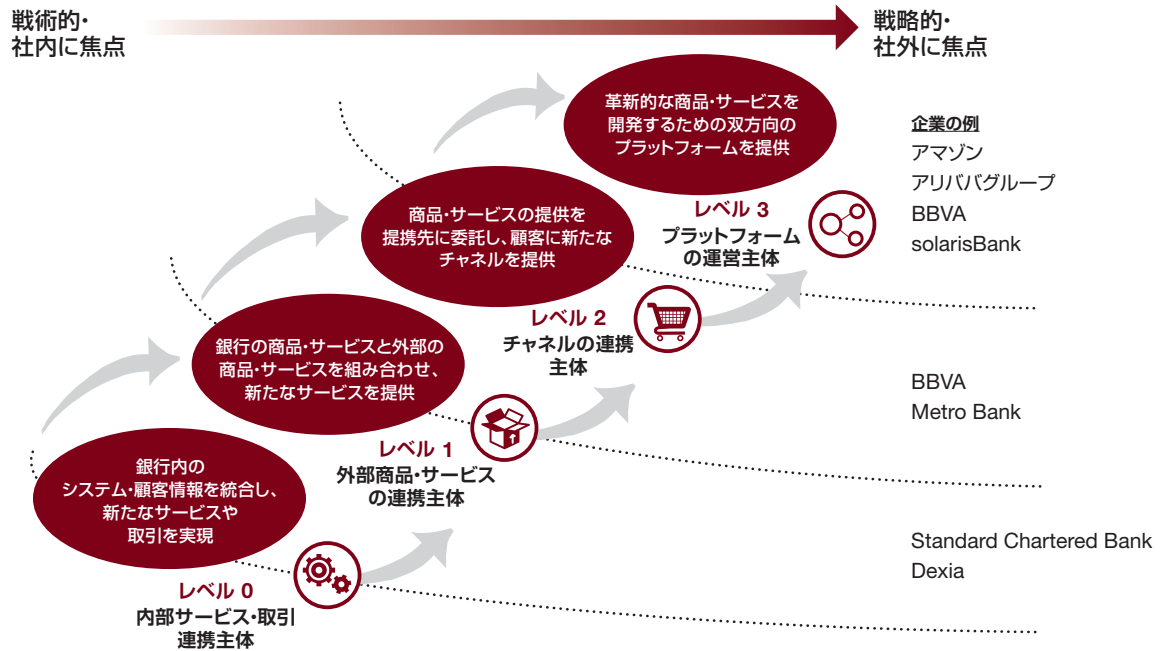 戦術的・
社内に焦点
戦略的・
社外に焦点
革新的な商品・サービスを
開発するための双方向の
プラットフォームを提供
企業の例
アマゾン
アリババグループ
BBVA
solarisBank
レベル 3
プラットフォーム
の運営主体
商品・サービスの提供を
提携先に委託し、顧客に新たな
チャネルを提供
レベル 2
チャネルの連携
主体
BBVA
Metro Bank
銀行の商品・サービスと外部の
商品・サービスを組み合わせ、
新たなサービスを提供
レベル 1
外部商品・サービス
の連携主体
Standard Chartered Bank
Dexia
銀行内の
システム・顧客情報を統合し、
新たなサービスや
取引を実現
レベル 0
内部サービス・取引
連携主体